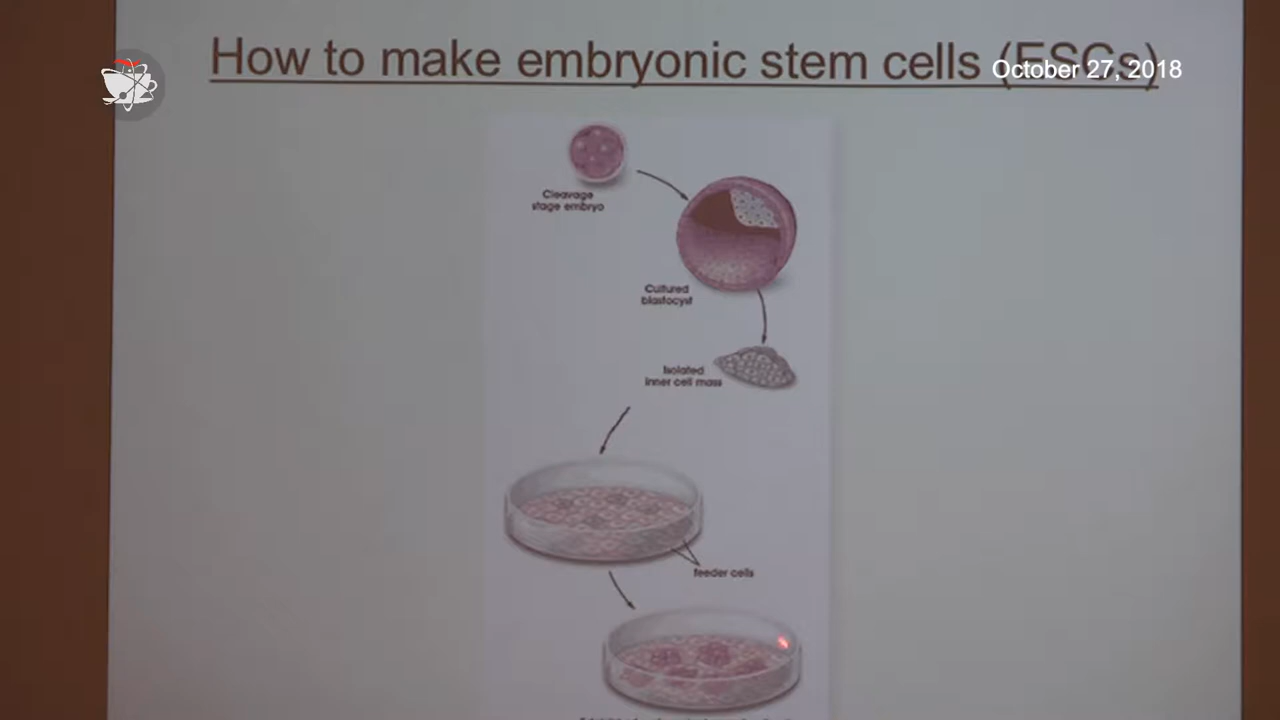 How to make embryonic stem cells (ESCs)
October 27, 2018
Cleavage
stage embryo
Cultured
blastocyst
Isolated
inner cell mass
feeder cells